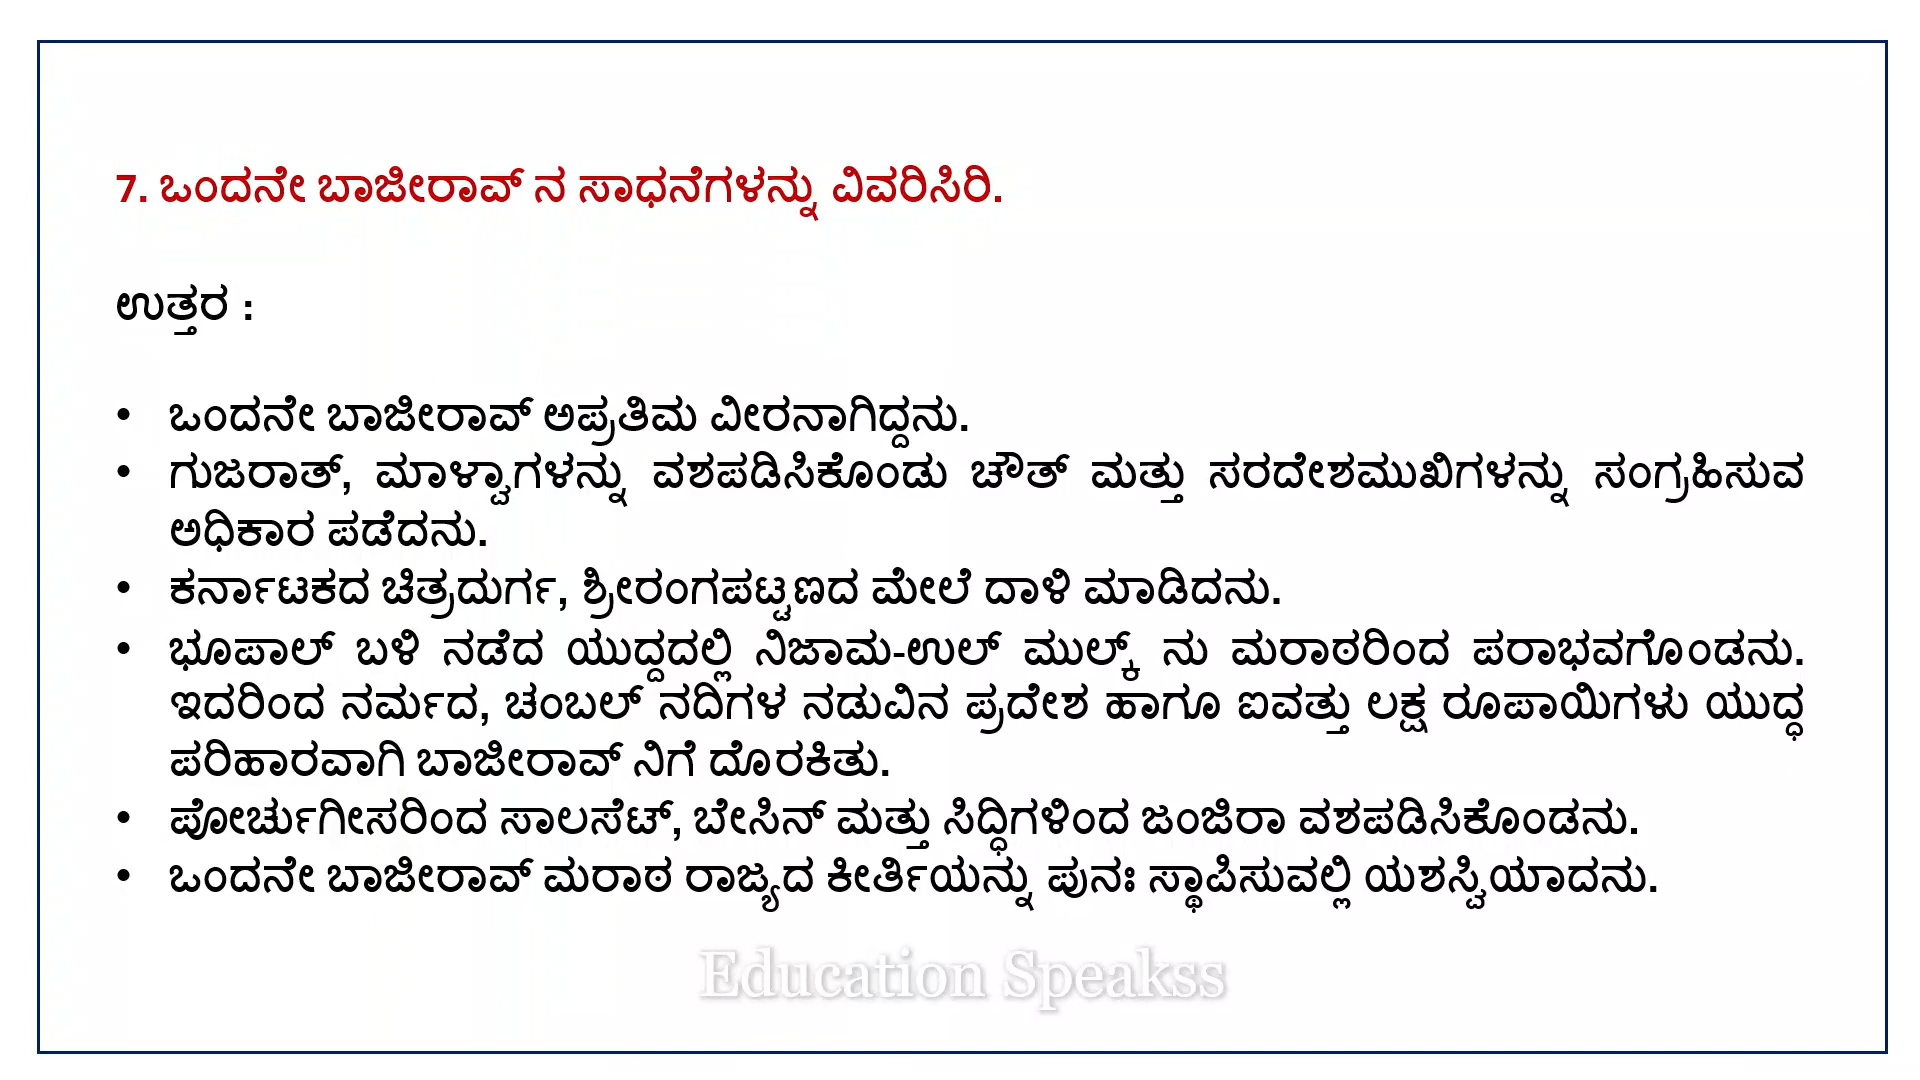 7. ಒಂದನೇ ಬಾಜೀರಾವ್ ನ ಸಾಧನೆಗಳನ್ನು ವಿವರಿಸಿರಿ.
ಉತ್ತರ :
• ಒಂದನೇ ಬಾಜೀರಾವ್ ಅಪ್ರತಿಮ ವೀರನಾಗಿದ್ದನು.
• ಗುಜರಾತ್, ಮಾಳ್ವಾಗಳನ್ನು ವಶಪಡಿಸಿಕೊಂಡು ಚೌತ್ ಮತ್ತು ಸರದೇಶಮುಖಿಗಳನ್ನು ಸಂಗ್ರಹಿಸುವ
ಅಧಿಕಾರ ಪಡೆದನು.
• ಕರ್ನಾಟಕದ ಚಿತ್ರದುರ್ಗ, ಶ್ರೀರಂಗಪಟ್ಟಣದ ಮೇಲೆ ದಾಳಿ ಮಾಡಿದನು.
• ಭೂಪಾಲ್ ಬಳಿ ನಡೆದ ಯುದ್ದದಲ್ಲಿ ನಿಜಾಮ-ಉಲ್ ಮುಲ್ಕ್ ನು ಮರಾಠರಿಂದ ಪರಾಭವಗೊಂಡನು.
ಇದರಿಂದ ನರ್ಮದ, ಚಂಬಲ್ ನದಿಗಳ ನಡುವಿನ ಪ್ರದೇಶ ಹಾಗೂ ಐವತ್ತು ಲಕ್ಷ ರೂಪಾಯಿಗಳು ಯುದ್ಧ
ಪರಿಹಾರವಾಗಿ ಬಾಜೀರಾವ್ ನಿಗೆ ದೊರಕಿತು.
• ಪೋರ್ಚುಗೀಸರಿಂದ ಸಾಲಸೆಟ್, ಬೇಸಿನ್ ಮತ್ತು ಸಿದ್ಧಿಗಳಿಂದ ಜಂಜಿರಾ ವಶಪಡಿಸಿಕೊಂಡನು.
• ಒಂದನೇ ಬಾಜೀರಾವ್ ಮರಾಠ ರಾಜ್ಯದ ಕೀರ್ತಿಯನ್ನು ಪುನಃ ಸ್ಥಾಪಿಸುವಲ್ಲಿ ಯಶಸ್ವಿಯಾದನು.
Education Speakss